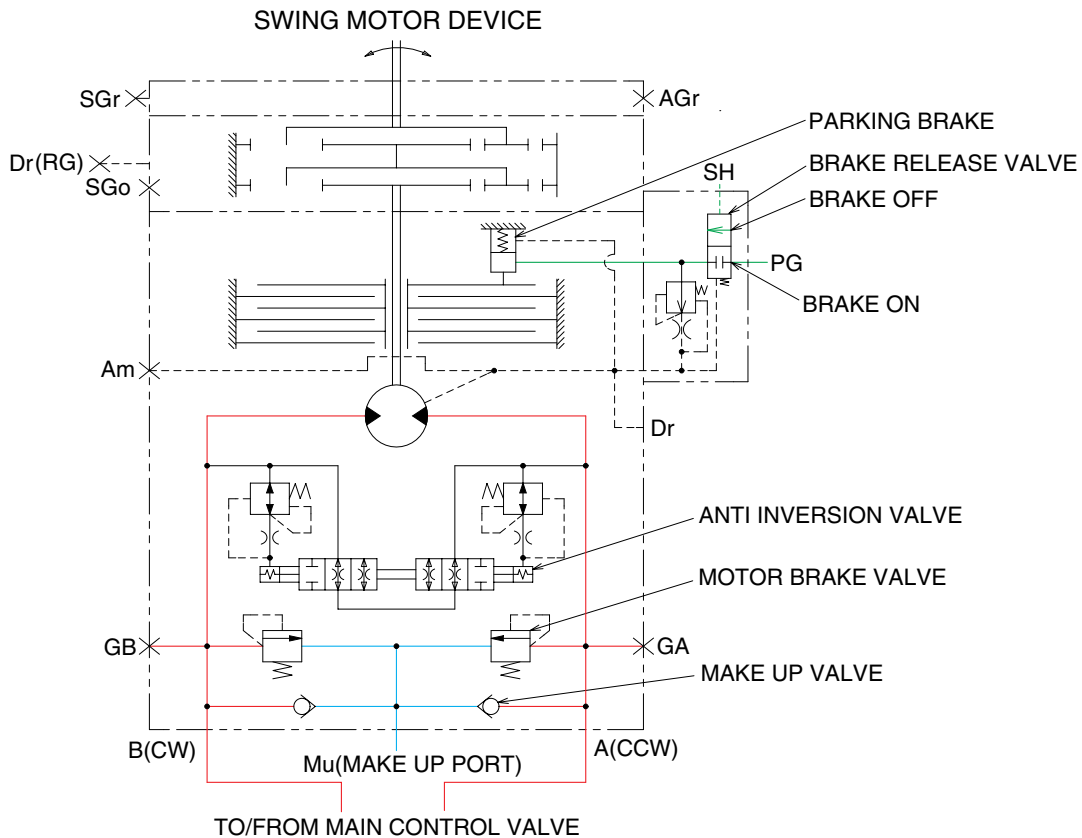 SWING MOTOR DEVICE
SGr
AGr
PARKING BRAKE
Dr(RG)
BRAKE RELEASE VALVE
SH
SGo
BRAKE OFF
PG
BRAKE ON
Am
Dr
ANTI INVERSION VALVE
MOTOR BRAKE VALVE
GB
GA
MAKE UP VALVE
B(CW)
A(CCW)
Mu(MAKE UP PORT)
TO/FROM MAIN CONTROL VALVE